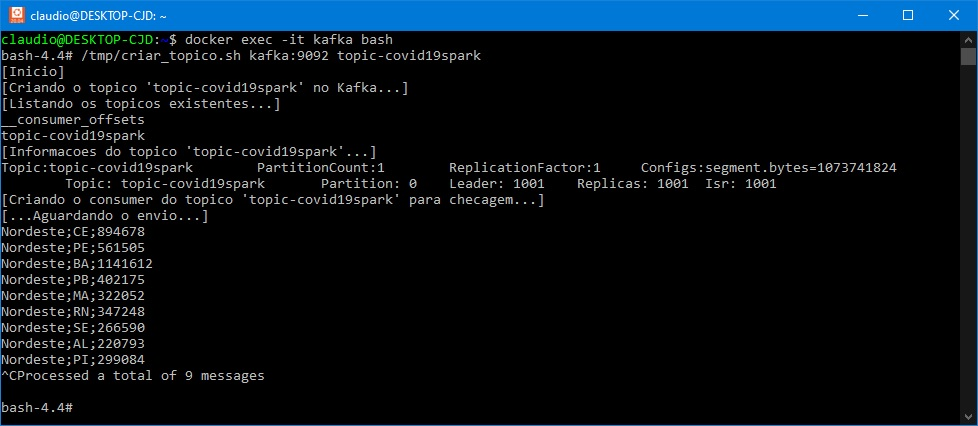 claudio@DESKTOP-CJD: ~
claudio@DESKTOP-CJD:~$ docker exec -it kafka bash
bash-4.4# /tmp/criar_topico.sh kafka:9092 topic-covid19spark
[Inicio]
[Criando o topico 'topic-covid19spark' no Kafka...]
[Listando os topicos existentes...]
__consumer_offsets
topic-covid19spark
[Informacoes do topico 'topic-covid19spark'...]
Topic:topic-covid19spark        PartitionCount:1        ReplicationFactor:1     Configs:segment.bytes=1073741824
        Topic: topic-covid19spark       Partition: 0    Leader: 1001    Replicas: 1001  Isr: 1001
[Criando o consumer do topico 'topic-covid19spark' para checagem...]
[...Aguardando o envio...]
Nordeste;CE;894678
Nordeste;PE;561505
Nordeste;BA;1141612
Nordeste;PB;402175
Nordeste;MA;322052
Nordeste;RN;347248
Nordeste;SE;266590
Nordeste;AL;220793
Nordeste;PI;299084
^CProcessed a total of 9 messages
bash-4.4#